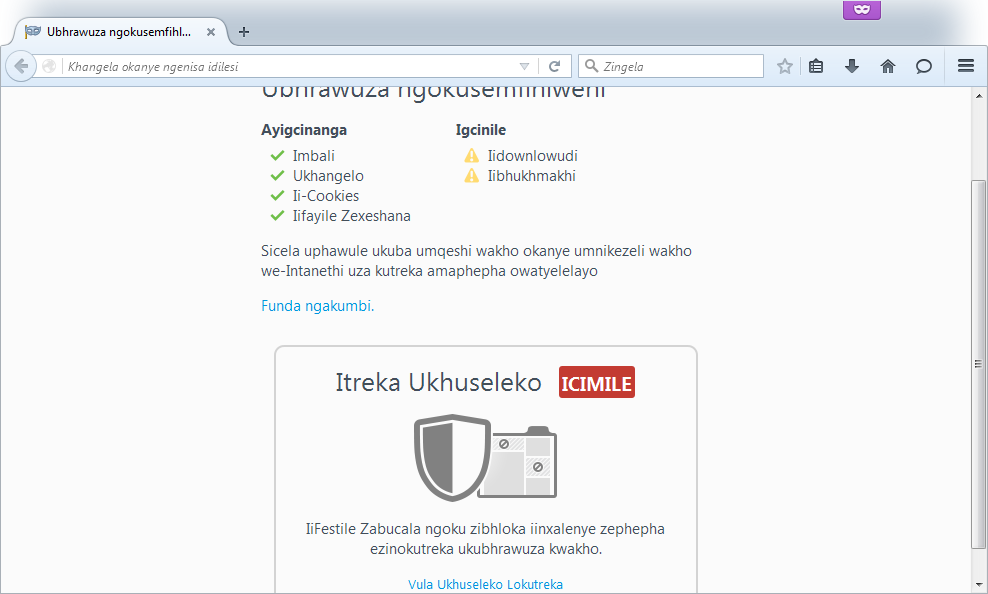 Ubhrawuza ngokusemfihl...
Khangela okanye ngenisa idilesi
Zingela
Ubhrawuza ngokusemfihlweni
Ayigcinanga
Igcinile
Imbali
Iidownlowudi
Ukhangelo
Iibhukhmakhi
Ii-Cookies
Iifayile Zexeshana
Sicela uphawule ukuba umqeshi wakho okanye umnikezeli wakho
we-Intanethi uza kutreka amaphepha owatyelelayo
Funda ngakumbi.
Itreka Ukhuseleko ICIMILE
IiFestile Zabucala ngoku zibhloka iinxalenye zephepha
ezinokutreka ukubhrawuza kwakho.
Vula Ukhuseleko Lokutreka